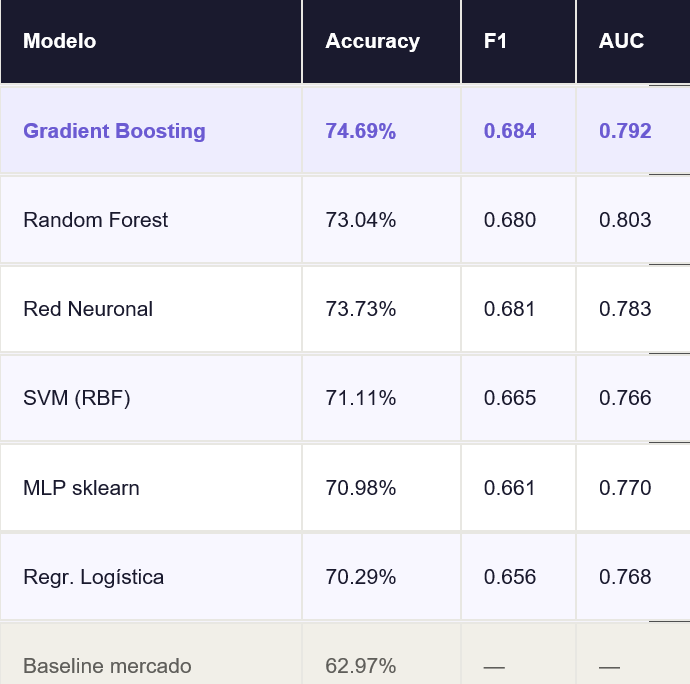 Modelo Accuracy F1 AUC
Gradient Boosting 74.69% 0.684 0.792
Random Forest 73.04% 0.680 0.803
Red Neuronal 73.73% 0.681 0.783
SVM (RBF) 71.11% 0.665 0.766
MLP sklearn 70.98% 0.661 0.770
Regr. Logística 70.29% 0.656 0.768
Baseline mercado 62.97% — —